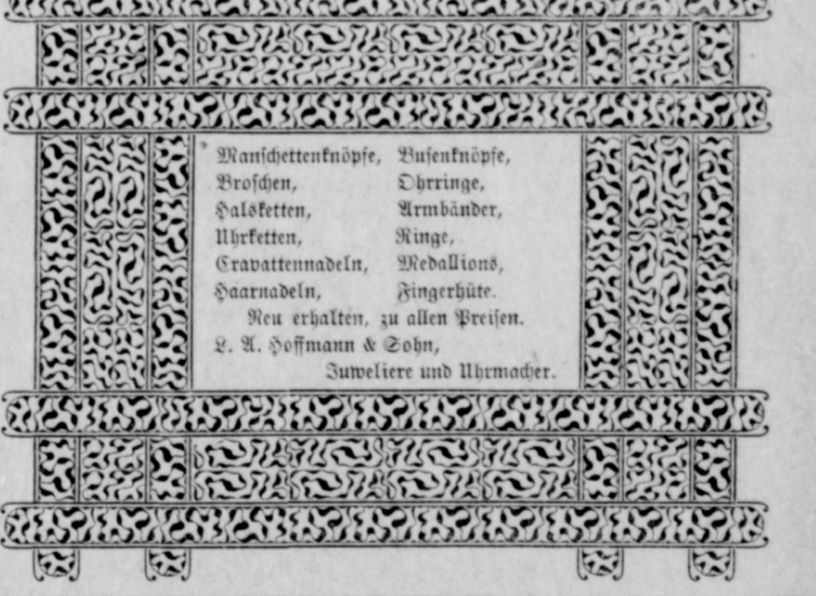 Manschettenknöpfe, Busenknöpfe,
Broschen, Ohrringe,
Halsketten, Armbänder,
Uhrketten, Ringe,
Cravattennadeln, Medallions,
Haarnadeln, Fingerhüte.
Neu erhalten, zu allen Preisen.
L. A. Hoffmann & Sohn,
Juweliere und Uhrmacher.